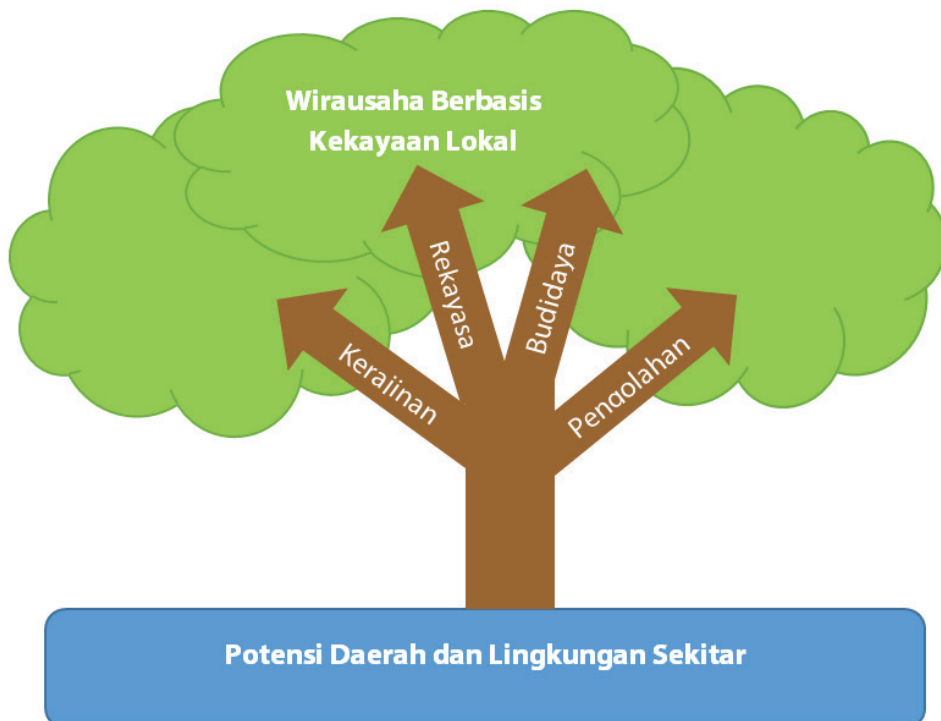 Wirausaha Berbasis
Kekayaan Lokal
Kerajinan
Rekayasa
Budidaya
Pengolahan
Potensi Daerah dan Lingkungan Sekitar